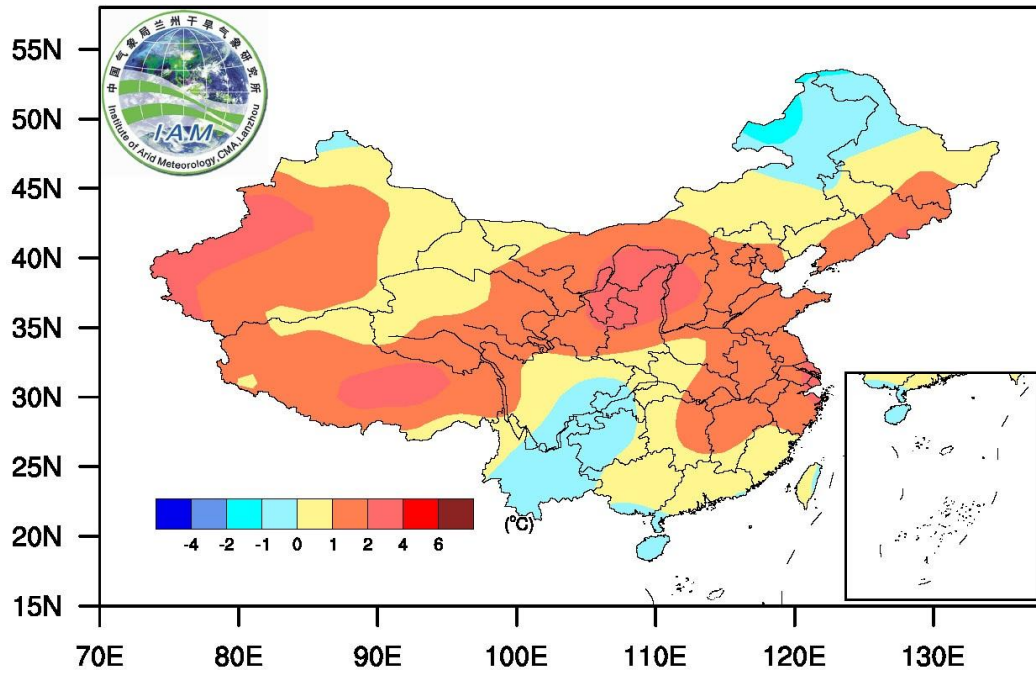 55N
50N
45N
40N
35N
30N
25N
20N
15N
70E 80E 90E 100E 110E 120E 130E
中国气象局兰州干旱气象研究所
I A M
Institute of Arid Meteorology,CMA,Lanzhou
-4 -2 -1 0 1 2 4 6
(°C)